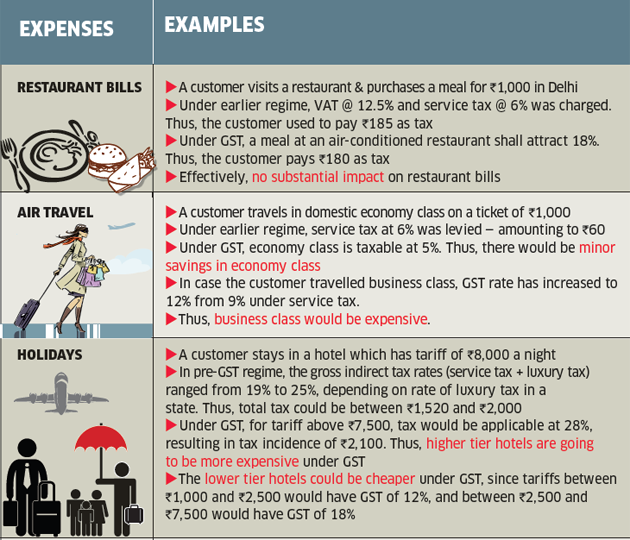 EXPENSES
EXAMPLES
RESTAURANT BILLS
▶A customer visits a restaurant & purchases a meal for ₹1,000 in Delhi
▶Under earlier regime, VAT @ 12.5% and service tax @ 6% was charged.
Thus, the customer used to pay ₹185 as tax
▶Under GST, a meal at an air-conditioned restaurant shall attract 18%.
Thus, the customer pays ₹180 as tax
▶Effectively, no substantial impact on restaurant bills
AIR TRAVEL
▶A customer travels in domestic economy class on a ticket of ₹1,000
▶Under earlier regime, service tax at 6% was levied – amounting to ₹60
▶Under GST, economy class is taxable at 5%. Thus, there would be minor
savings in economy class
▶In case the customer travelled business class, GST rate has increased to
12% from 9% under service tax.
▶Thus, business class would be expensive.
HOLIDAYS
▶A customer stays in a hotel which has tariff of ₹8,000 a night
▶In pre-GST regime, the gross indirect tax rates (service tax + luxury tax)
ranged from 19% to 25%, depending on rate of luxury tax in a
state. Thus, total tax could be between ₹1,520 and ₹2,000
▶Under GST, for tariff above ₹7,500, tax would be applicable at 28%,
resulting in tax incidence of ₹2,100. Thus, higher tier hotels are going
to be more expensive under GST
▶The lower tier hotels could be cheaper under GST, since tariffs between
₹1,000 and ₹2,500 would have GST of 12%, and between ₹2,500 and
₹7,500 would have GST of 18%